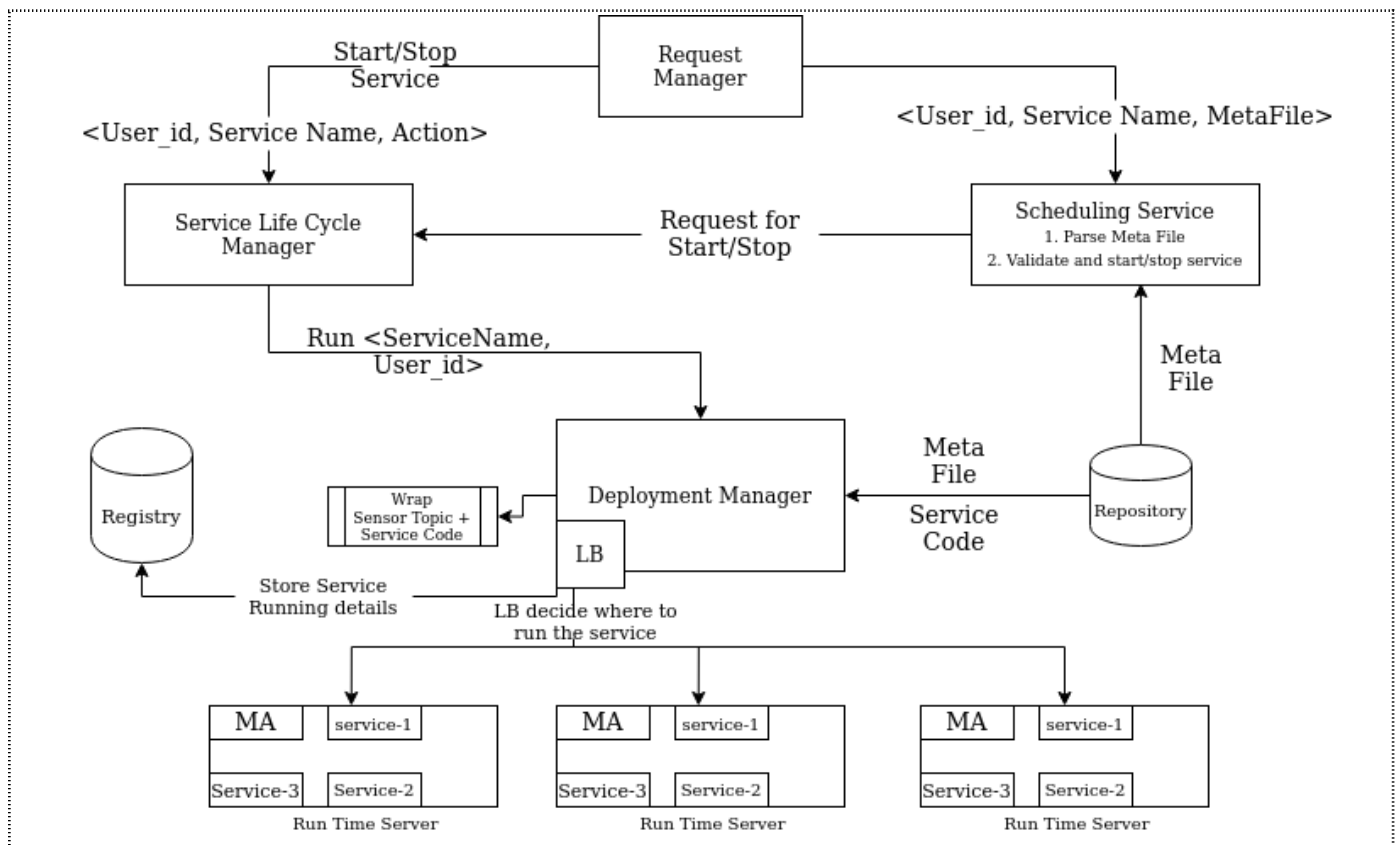 Request
Manager
Start/Stop
Service
<User_id, Service Name, Action>
<User_id, Service Name, MetaFile>
Service Life Cycle
Manager
Request for
Start/Stop
Scheduling Service
1. Parse Meta File
2. Validate and start/stop service
Run <ServiceName,
User_id>
Meta
File
Registry
Wrap
Sensor Topic +
Service Code
Deployment Manager
LB
Meta
File
Service
Code
Repository
Store Service
Running details
LB decide where to
run the service
MA
service-1
Service-3
Service-2
Run Time Server
MA
service-1
Service-3
Service-2
Run Time Server
MA
service-1
Service-3
Service-2
Run Time Server